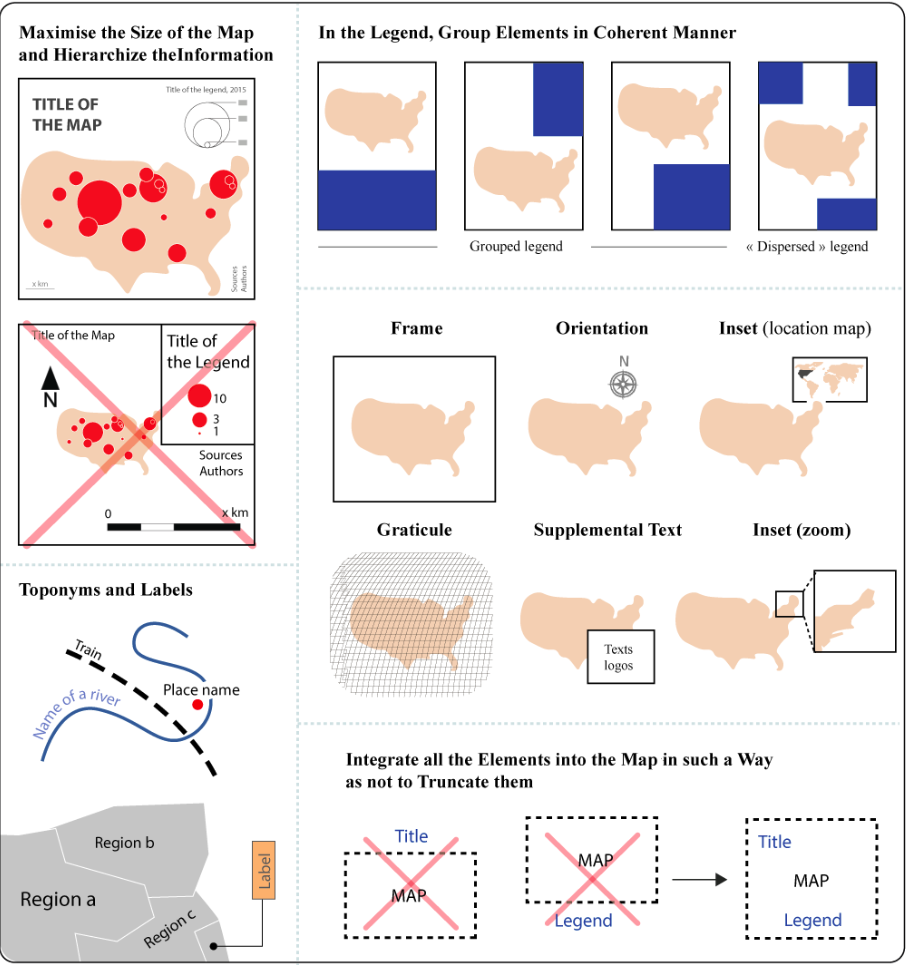 Maximise the Size of the Map
and Hierarchize theInformation
Title of the legend, 2015
TITLE OF
THE MAP
x km
Sources
Authors
Title of the Map
Title of
the Legend
10
3
1
N
Sources
Authors
0
x km
Toponyms and Labels
Train
Name of a river
Place name
Region b
Region a
Region c
Label
In the Legend, Group Elements in Coherent Manner
Grouped legend
« Dispersed » legend
Frame
Orientation
Inset (location map)
N
Graticule
Supplemental Text
Inset (zoom)
Texts
logos
Integrate all the Elements into the Map in such a Way
as not to Truncate them
Title
MAP
MAP
Legend
Title
MAP
Legend